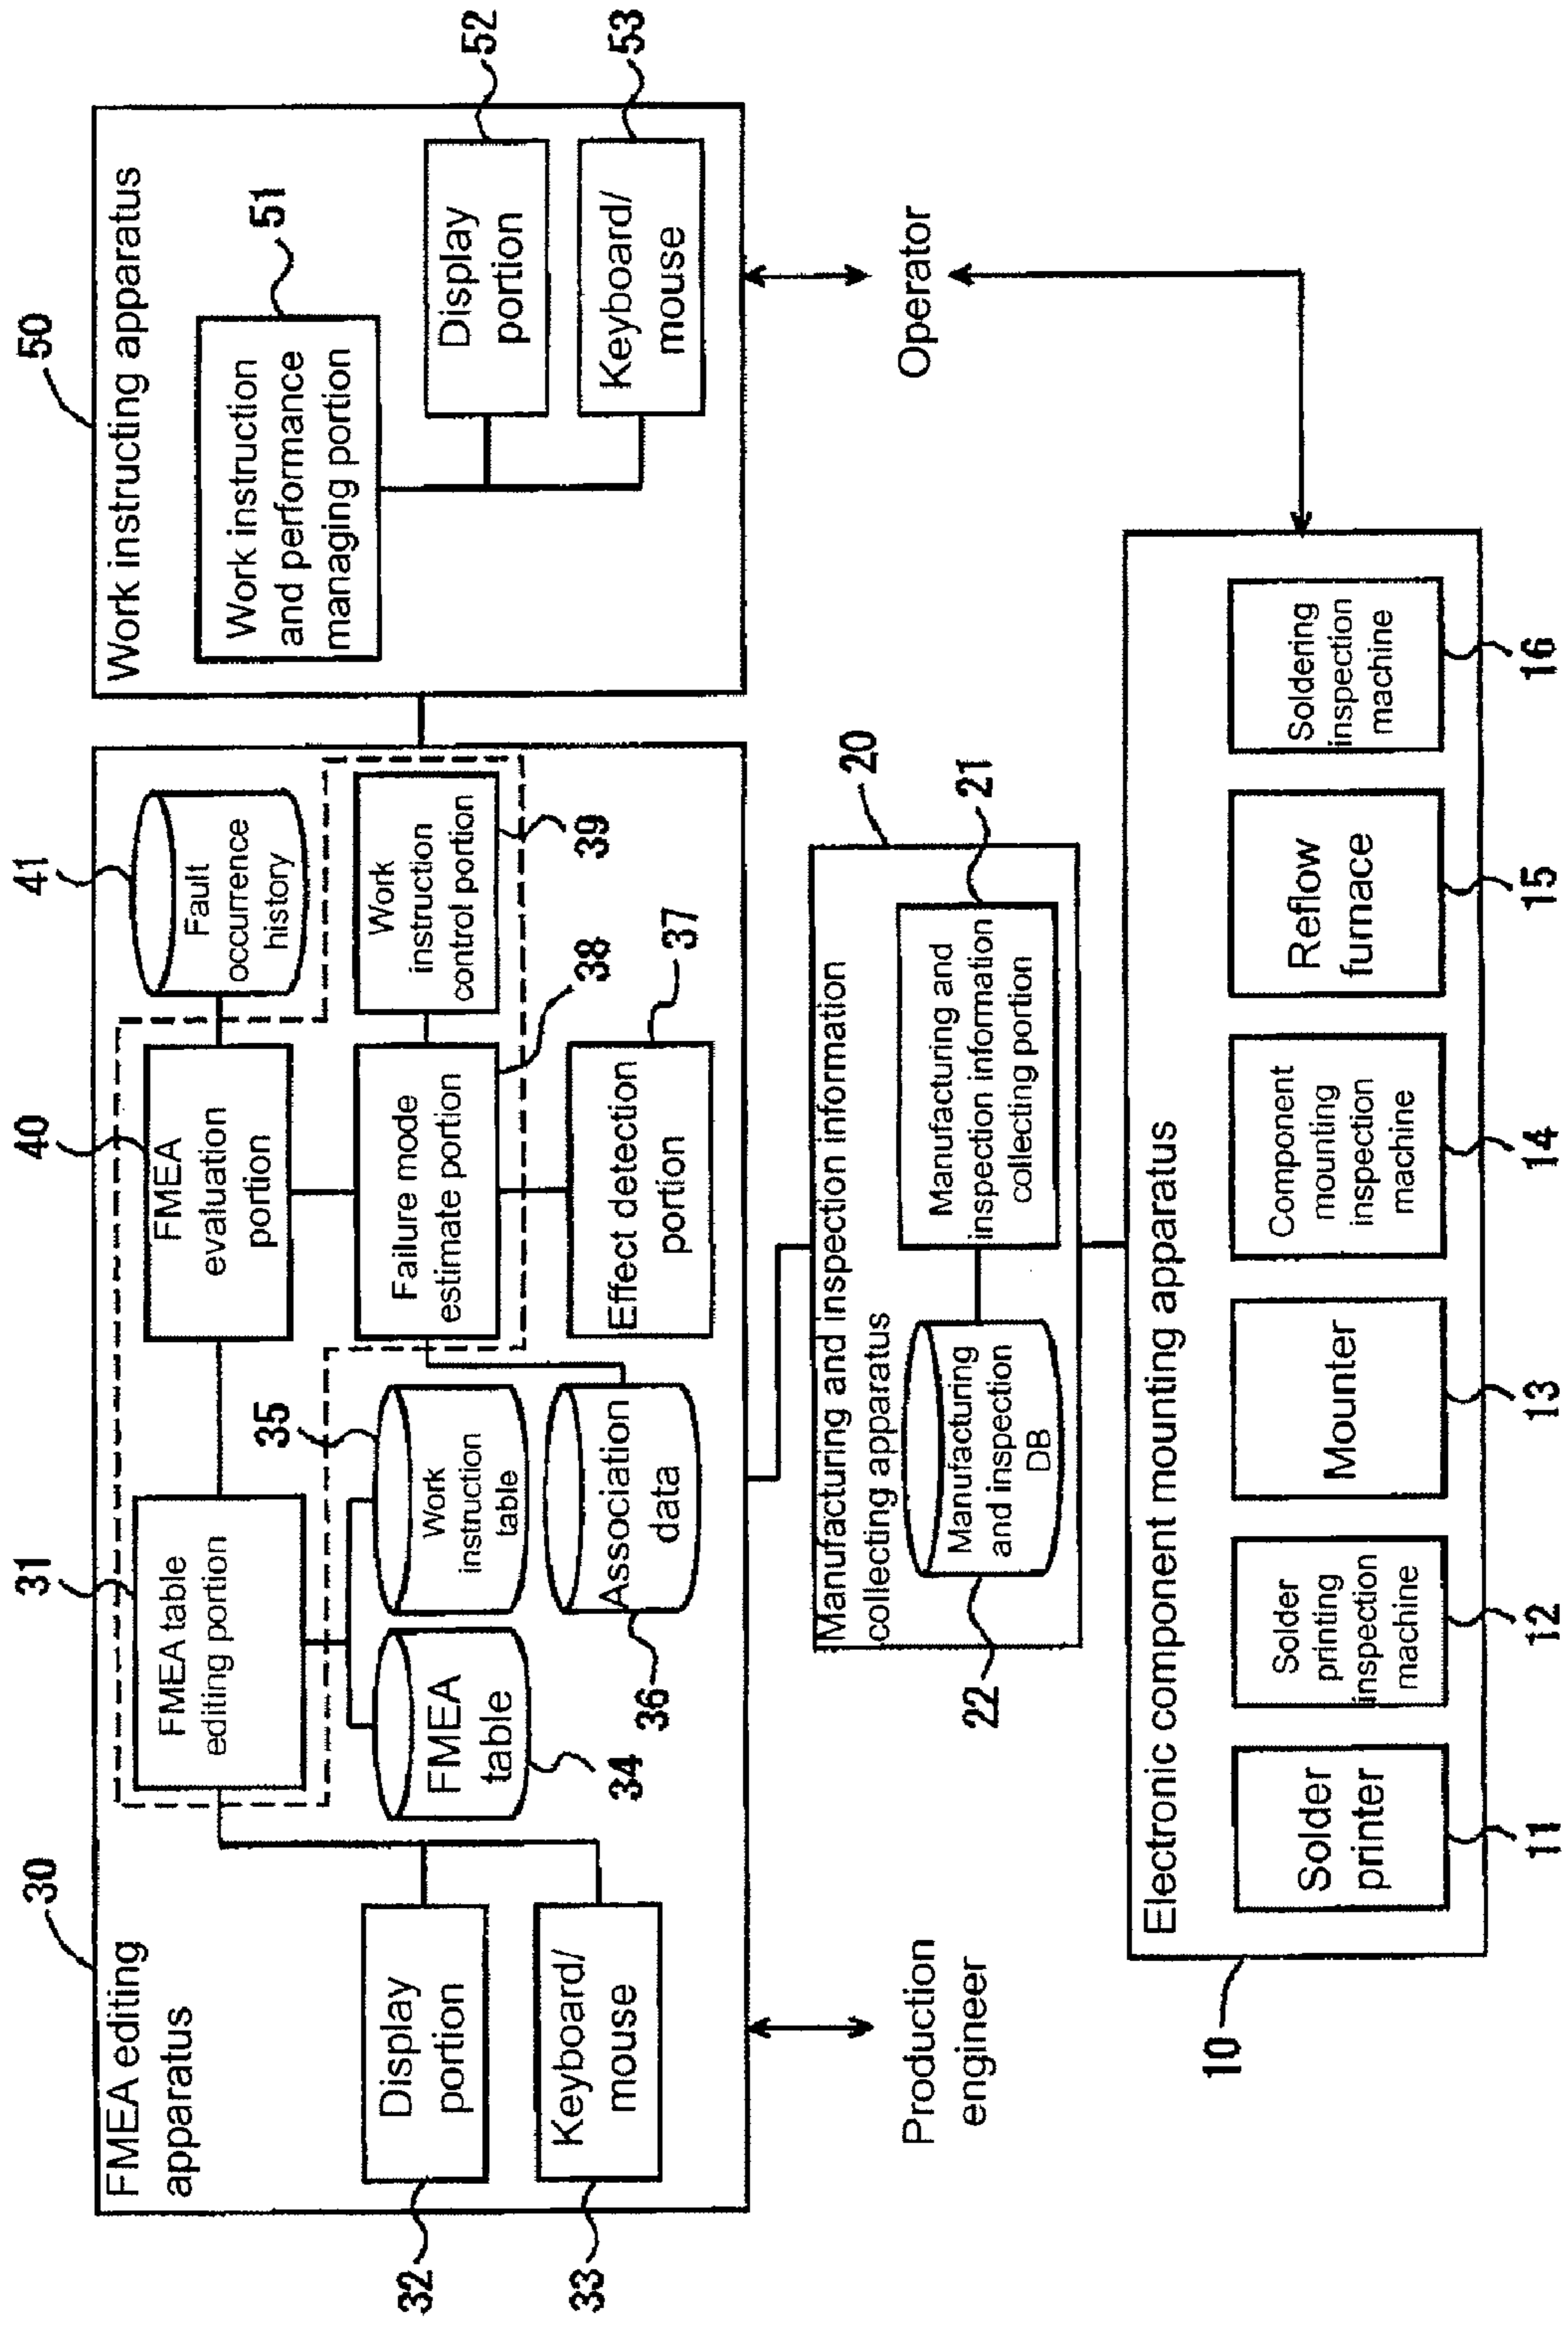 30
FMEA editing
apparatus
31
FMEA table
editing portion
40
FMEA
evaluation
portion
41
Fault
occurrence
history
32
Display
portion
33
Keyboard/
mouse
34
FMEA
table
35
Work
instruction
table
36
Association
data
Failure mode
estimate portion
38
Work
instruction
control portion
39
Effect detection
portion
37
50
Work instructing apparatus
51
Work instruction
and performance
managing portion
Display
portion
52
Keyboard/
mouse
53
Production
engineer
Operator
20
Manufacturing and inspection information
collecting apparatus
22
Manufacturing
and inspection
DB
21
Manufacturing and
inspection information
collecting portion
10
Electronic component mounting apparatus
Solder
printer
11
Solder
printing
inspection
machine
12
Mounter
13
Component
mounting
inspection
machine
14
Reflow
furnace
15
Soldering
inspection
machine
16